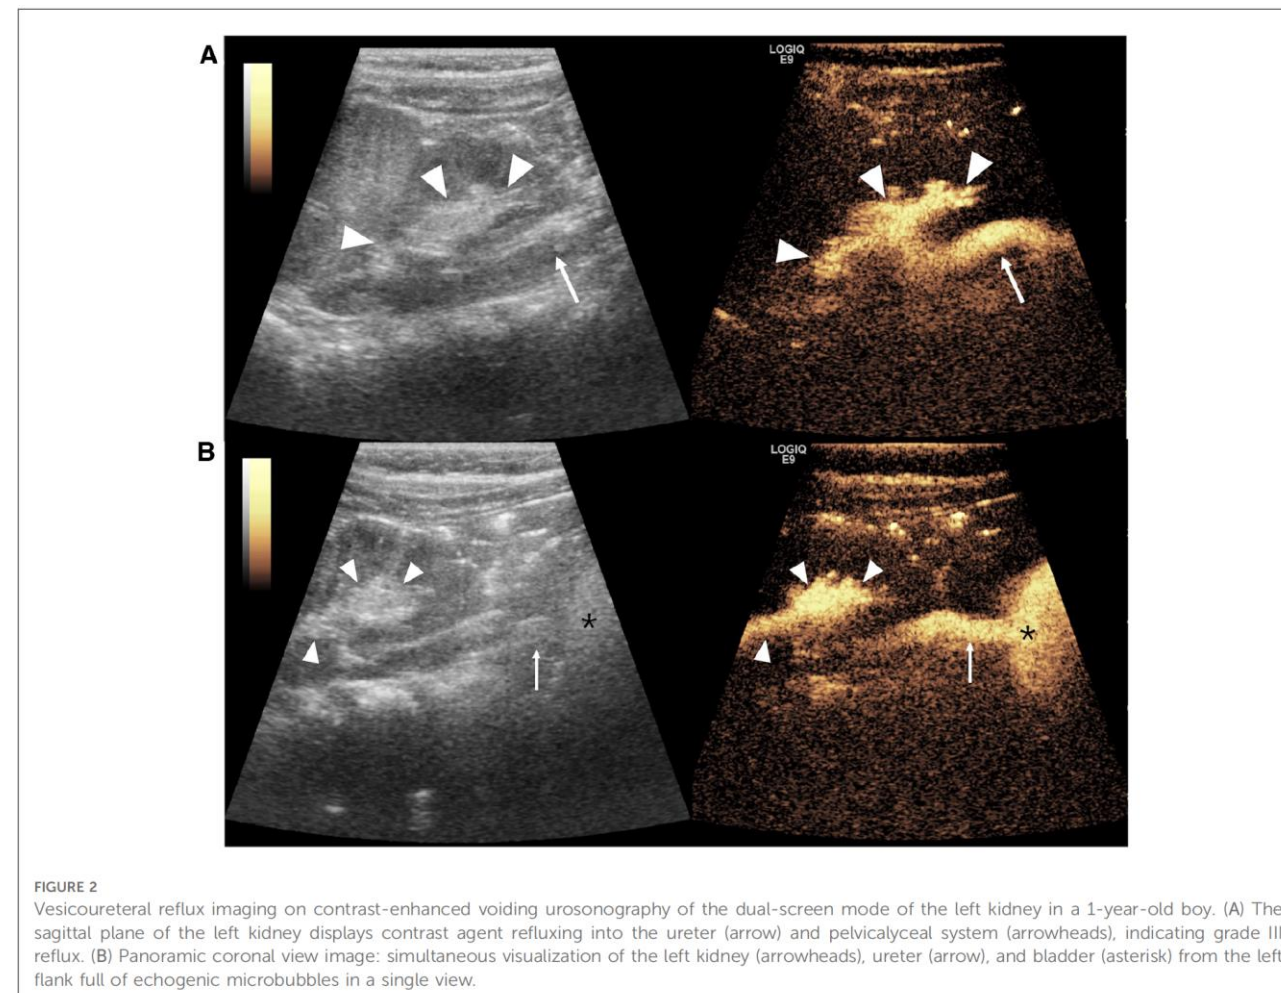 A
LOGIQ
E9
B
LOGIQ
E9
*
*
FIGURE 2
Vesicoureteral reflux imaging on contrast-enhanced voiding urosonography of the dual-screen mode of the left kidney in a 1-year-old boy. (A) The
sagittal plane of the left kidney displays contrast agent refluxing into the ureter (arrow) and pelvicalyceal system (arrowheads), indicating grade III
reflux. (B) Panoramic coronal view image: simultaneous visualization of the left kidney (arrowheads), ureter (arrow), and bladder (asterisk) from the left
flank full of echogenic microbubbles in a single view.